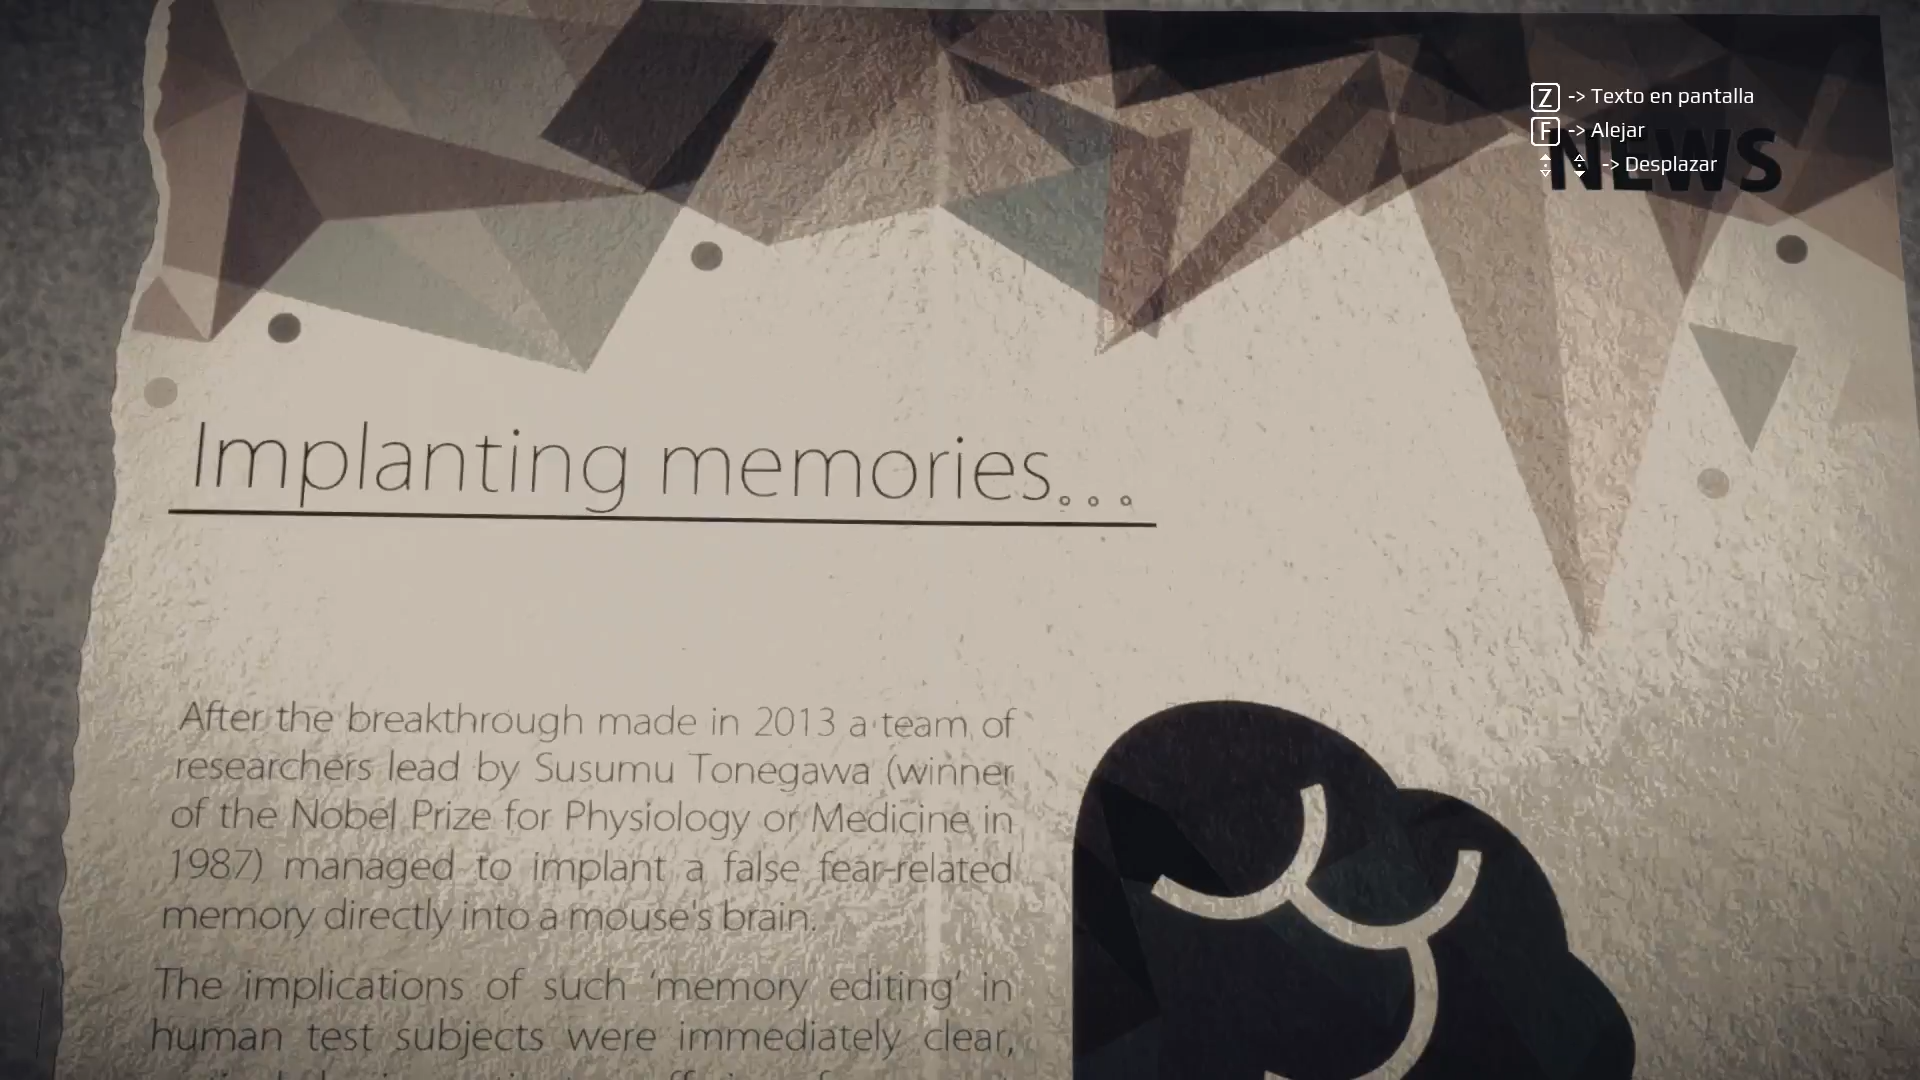 Z -> Texto en pantalla
F -> Alejar
-> Desplazar
NEWS
Implanting memories...
After the breakthrough made in 2013 a team of
researchers lead by Susumu Tonegawa (winner
of the Nobel Prize for Physiology or Medicine in
1987) managed to implant a false fear-related
memory directly into a mouse's brain.
The implications of such 'memory editing' in
human test subjects were immediately clear,